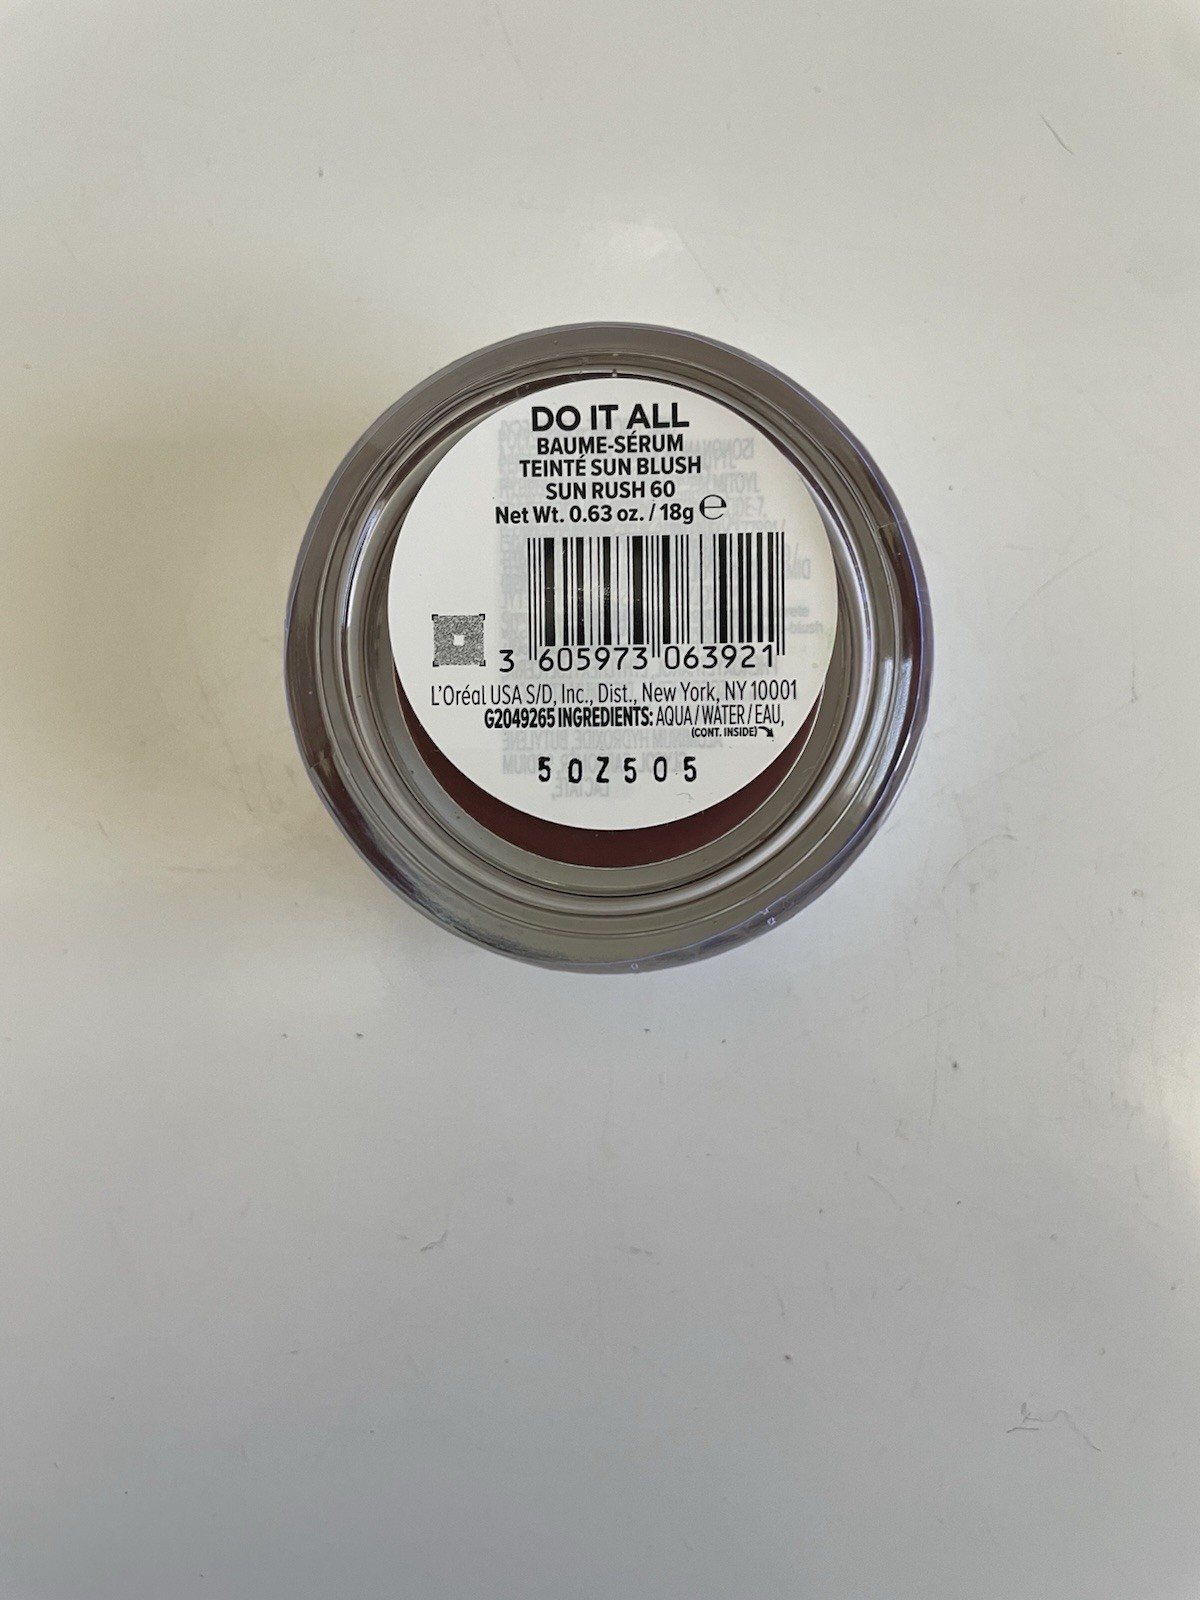 DO IT ALL
BAUME-SÉRUM
TEINTÉ SUN BLUSH
SUN RUSH 60
Net Wt. 0.63 oz. / 18g ℮
3 605973 063921
L'Oréal USA S/D, Inc., Dist., New York, NY 10001
G2049265 INGREDIENTS: AQUA / WATER / EAU,
(CONT. INSIDE)
50Z505